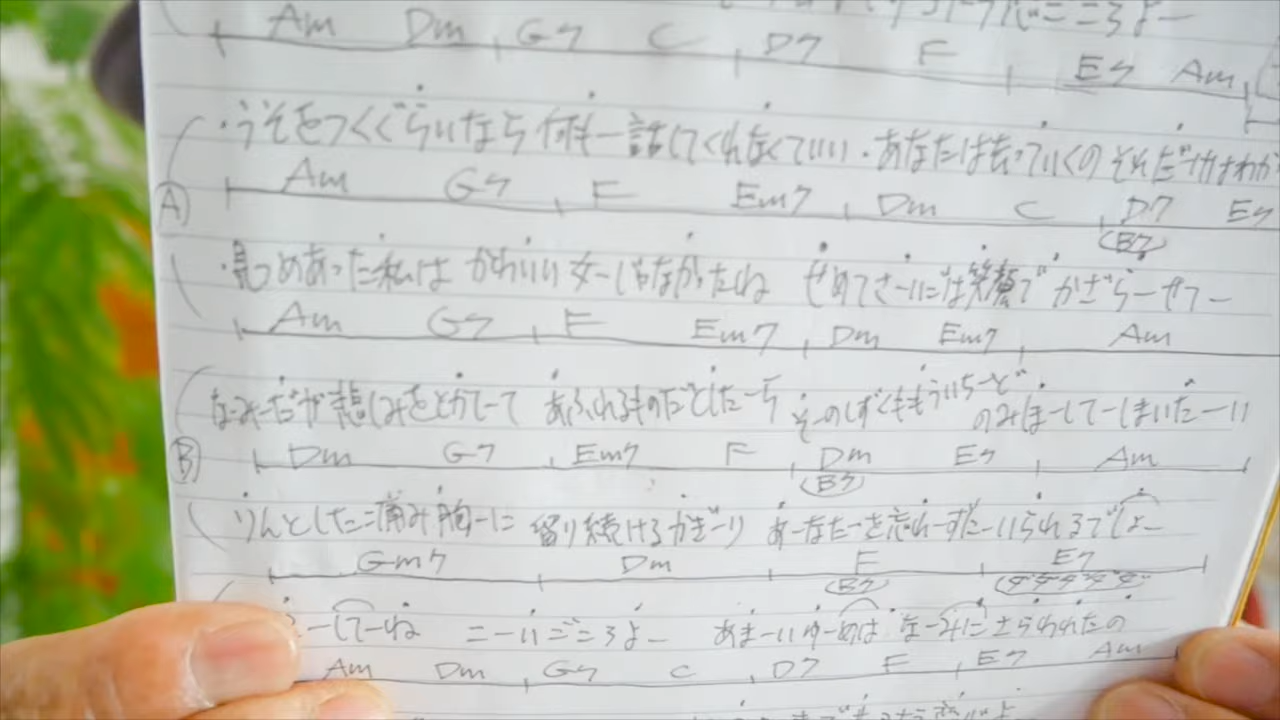 Am Dm G7 C D7 F E7 Am
・うそをつくぐらいなら 何も一話してくれなくていい・あなたは去っていくの それだけはわか
(A) Am G7 F Em7 Dm C D7 E7
(B7)
・見つめあった私は かわいい女ーじゃなかったね せめてさーいには笑顔で かざらーせてー
Am G7 F Em7 Dm Em7 Am
なーみーだが悲しみをとかしーて あふれるものだとしたーら そーのしずくももういちーど のみほーしてーしまいたーい
(B) Dm G7 Em7 F Dm E7 Am
(B7)
りんとした痛み胸ーに 留り続けるかぎーり あーなたーを忘れーずにーいられるでしょー
Gm7 Dm F E7
(B7)
ーしてーね こーいごころよー あまーいゆーめは なーみにさらわれたの
Am Dm G7 C D7 F E7 Am